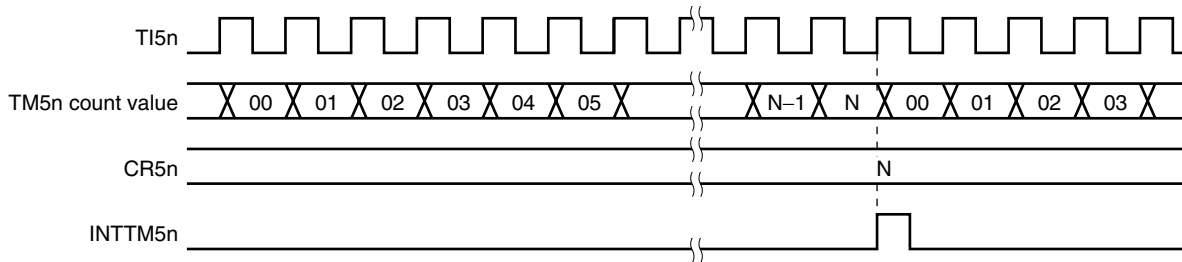 TI5n
TM5n count value 00 01 02 03 04 05 N–1 N 00 01 02 03
CR5n N
INTTM5n